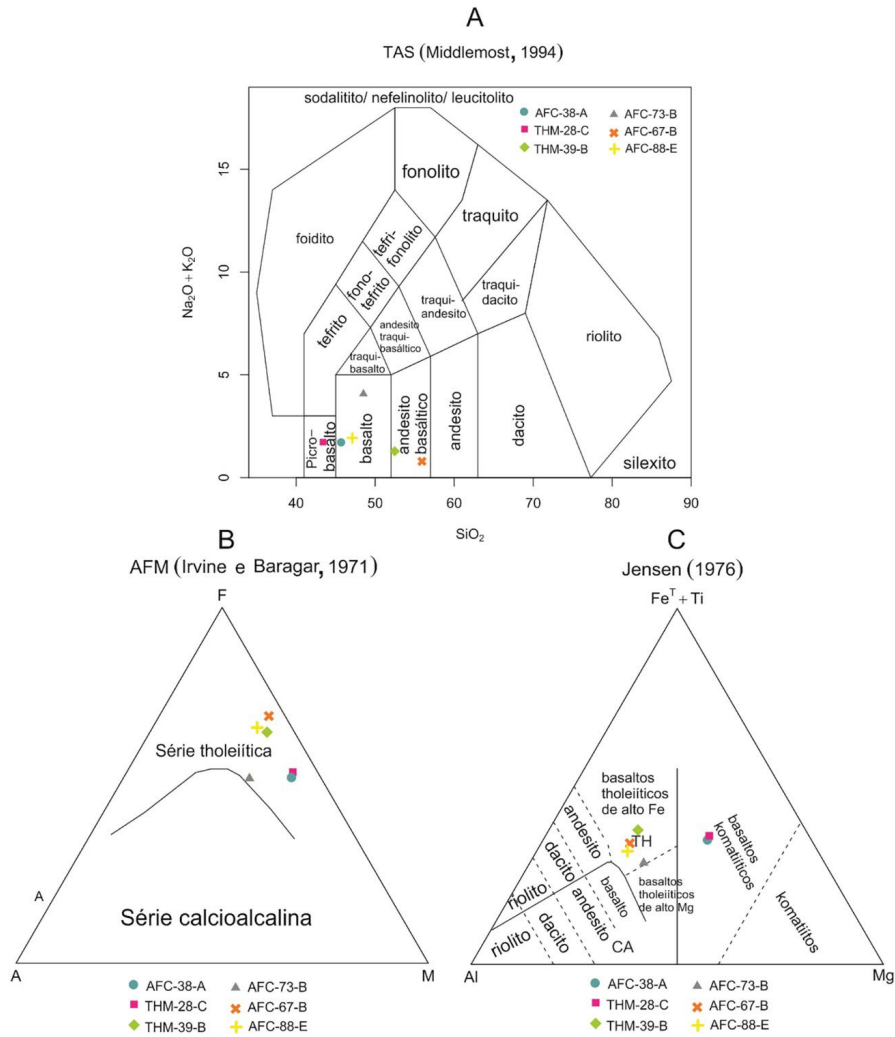 A
TAS (Middlemost, 1994)
sodalitito/ nefelinolito/ leucitolito
AFC-38-A
AFC-73-B
THM-28-C
AFC-67-B
THM-39-B
AFC-88-E
Na₂O + K₂O
15
10
5
0
fonolito
foidito
tefri-
fonolito
traquito
fono-
tefrito
tefrito
traqui-
andesito
traqui-
dacito
andesito
traqui-
basáltico
traqui-
basalto
riolito
Picro-
basalto
basalto
andesito
basáltico
andesito
dacito
silexito
40
50
60
70
80
90
SiO₂
B
AFM (Irvine e Baragar, 1971)
F
Série tholeiítica
A
Série calcioalcalina
A
M
AFC-38-A
AFC-73-B
THM-28-C
AFC-67-B
THM-39-B
AFC-88-E
C
Jensen (1976)
Feᵀ + Ti
basaltos
tholeiíticos
de alto Fe
TH
basaltos
komatiíticos
andesito
dacito
riolito
basaltos
tholeiíticos
de alto Mg
basalto
andesito
dacito
riolito
CA
komatiítos
Al
Mg
AFC-38-A
AFC-73-B
THM-28-C
AFC-67-B
THM-39-B
AFC-88-E